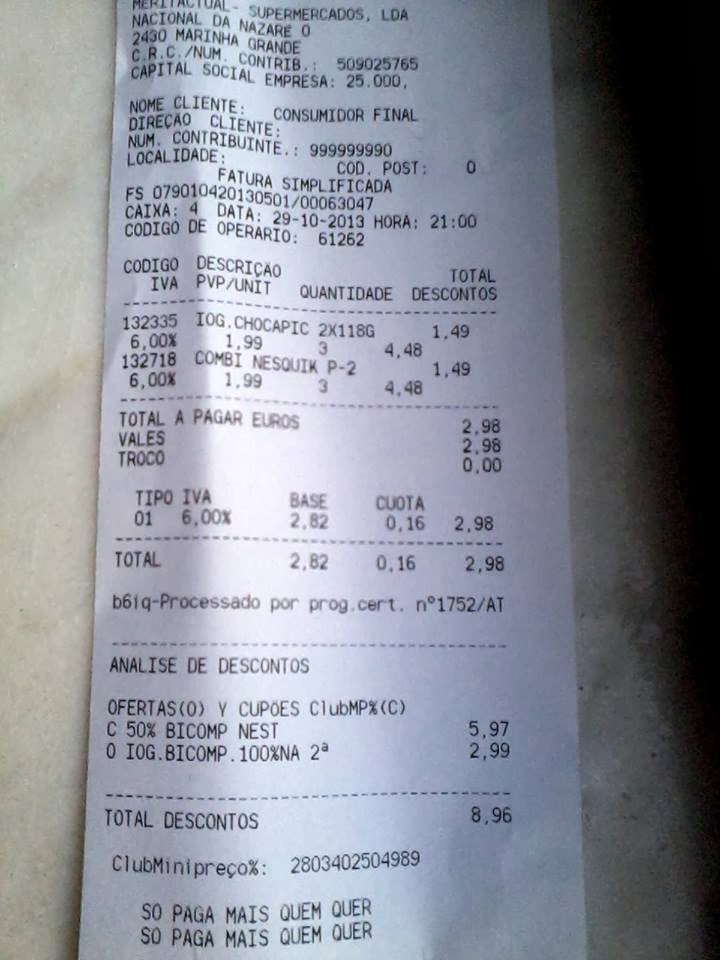 MERITACTUAL- SUPERMERCADOS, LDA
NACIONAL DA NAZARÉ 0
2430 MARINHA GRANDE
C.R.C./NUM. CONTRIB.: 509025765
CAPITAL SOCIAL EMPRESA: 25.000,
NOME CLIENTE: CONSUMIDOR FINAL
DIREÇÃO CLIENTE:
NUM. CONTRIBUINTE.: 999999990
LOCALIDADE: COD. POST: 0
FATURA SIMPLIFICADA
FS 079010420130501/00063047
CAIXA: 4 DATA: 29-10-2013 HORA: 21:00
CODIGO DE OPERARIO: 61262
CODIGO DESCRIÇÃO TOTAL
IVA PVP/UNIT QUANTIDADE DESCONTOS
132335 IOG.CHOCAPIC 2X118G 1,49
6,00% 1,99 3 4,48
132718 COMBI NESQUIK P-2 1,49
6,00% 1,99 3 4,48
TOTAL A PAGAR EUROS 2,98
VALES 2,98
TROCO 0,00
TIPO IVA BASE CUOTA
01 6,00% 2,82 0,16 2,98
TOTAL 2,82 0,16 2,98
b6iq-Processado por prog.cert. nº1752/AT
ANALISE DE DESCONTOS
OFERTAS(O) Y CUPÕES ClubMP%(C)
C 50% BICOMP NEST 5,97
O IOG.BICOMP.100%NA 2ª 2,99
TOTAL DESCONTOS 8,96
ClubMinipreço%: 2803402504989
SO PAGA MAIS QUEM QUER
SO PAGA MAIS QUEM QUER